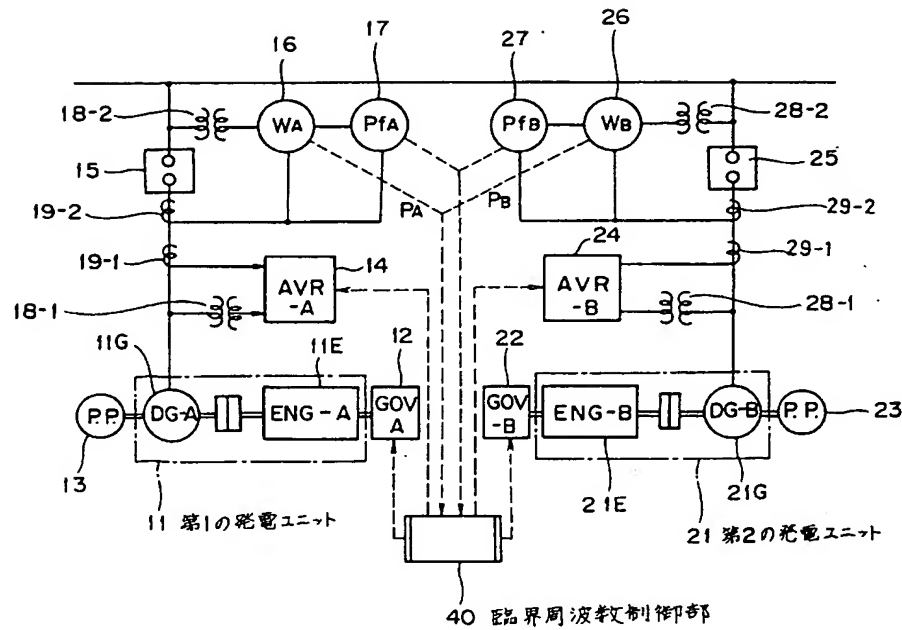 16 17 27 26
18-2 WA PfA PfB WB 28-2
15 25
PA PB
19-2 29-2
19-1 14 24 29-1
AVR-A AVR-B
18-1 28-1
11G 11E 12 22
P.P. DG-A ENG-A GOV A GOV-B ENG-B DG-B P.P. 23
13 21E 21G
11 第1の発電ユニット 21 第2の発電ユニット
40 臨界周波数制御部